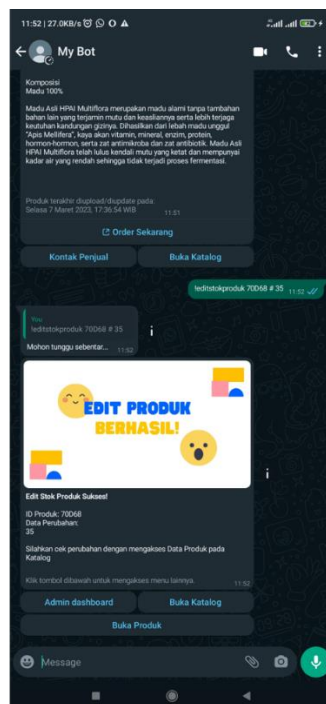 11:52 | 27.0KB/s
My Bot
Komposisi
Madu 100%
Madu Asli HPAI Multiflora merupakan madu alami tanpa tambahan
bahan lain yang terjamin mutu dan keasliannya serta lebih terjaga
keutuhan kandungan gizinya. Dihasilkan dari lebah madu unggul
"Apis Mellifera", kaya akan vitamin, mineral, enzim, protein,
hormon-hormon, serta zat antimikroba dan zat antibiotik. Madu Asli
HPAI Multiflora telah lulus kendali mutu yang ketat dan mempunyai
kadar air yang rendah sehingga tidak terjadi proses fermentasi.
Produk terakhir diupload/diupdate pada:
Selasa 7 Maret 2023, 17:36:54 WIB
11:51
Order Sekarang
Kontak Penjual
Buka Katalog
!editstokproduk 70D68 # 35 11:52
You
!editstokproduk 70D68 # 35
Mohon tunggu sebentar... 11:52
EDIT PRODUK
BERHASIL!
Edit Stok Produk Sukses!
ID Produk: 70D68
Data Perubahan:
35
Silahkan cek perubahan dengan mengakses Data Produk pada
Katalog
Klik tombol dibawah untuk mengakses menu lainnya.
11:52
Admin dashboard
Buka Katalog
Buka Produk
Message